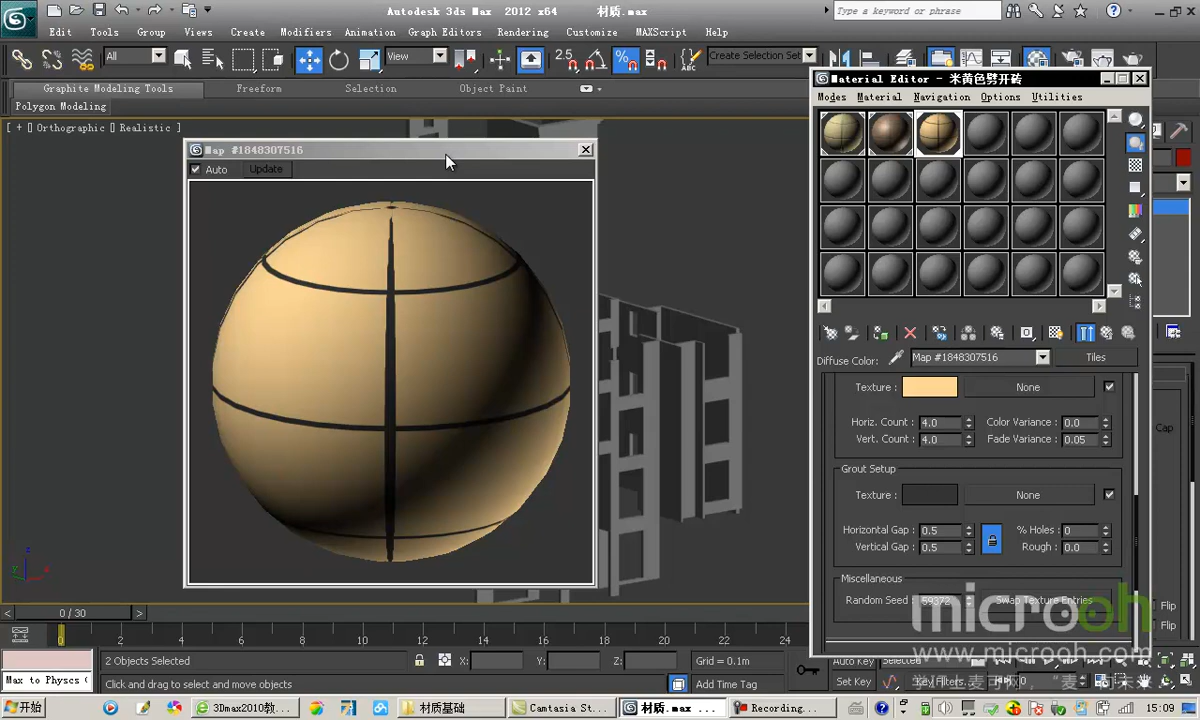 Autodesk 3ds Max 2012 x64 材质.max
Type a keyword or phrase
Edit Tools Group Views Create Modifiers Animation Graph Editors Rendering Customize MAXScript Help
All
View
2.5
Create Selection Set
Graphite Modeling Tools Freeform Selection Object Paint
Polygon Modeling
[ + [] Orthographic [ Realistic ]
Map #1848307516
Auto Update
Material Editor - 米黄色劈开砖
Modes Material Navigation Options Utilities
Diffuse Color: Map #1848307516 Tiles
Texture : None
Horiz. Count : 4.0 Color Variance : 0.0
Vert. Count : 4.0 Fade Variance : 0.05
Grout Setup
Texture : None
Horizontal Gap : 0.5 % Holes : 0
Vertical Gap : 0.5 Rough : 0.0
Miscellaneous
Random Seed : 59372 Swap Texture Entries
Cap
Flip
Flip
microoh
www.microoh.com
0 / 30
0 2 4 6 8 10 12 14 16 18 20 22 24
2 Objects Selected X: Y: Z: Grid = 0.1m Auto Key Selected
Max to Physcs Click and drag to select and move objects Add Time Tag Set Key Key Filters... 0
开始 3Dmax2010教... 材质基础 Camtasia St... 材质.max ... Recording... 15:09